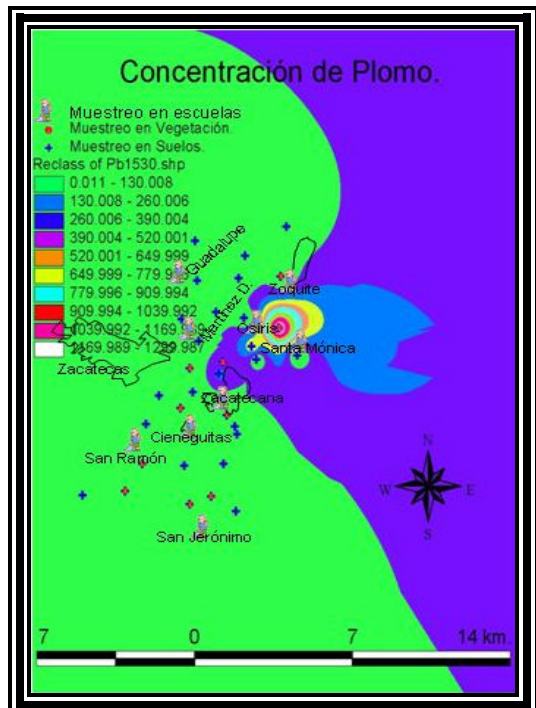 Concentración de Plomo.
Muestreo en escuelas
Muestreo en Vegetación.
Muestreo en Suelos.
Reclass of Pb1530.shp
0.011 - 130.008
130.008 - 260.006
260.006 - 390.004
390.004 - 520.001
520.001 - 649.999
649.999 - 779.996
779.996 - 909.994
909.994 - 1039.992
1039.992 - 1169.989
1169.989 - 1299.987
Guadalupe
Zoquite
Martínez D.
Osiris
Santa Mónica
Zacatecas
Zacatecana
Cieneguitas
San Ramón
San Jerónimo
N
W E
S
7 0 7 14 km.